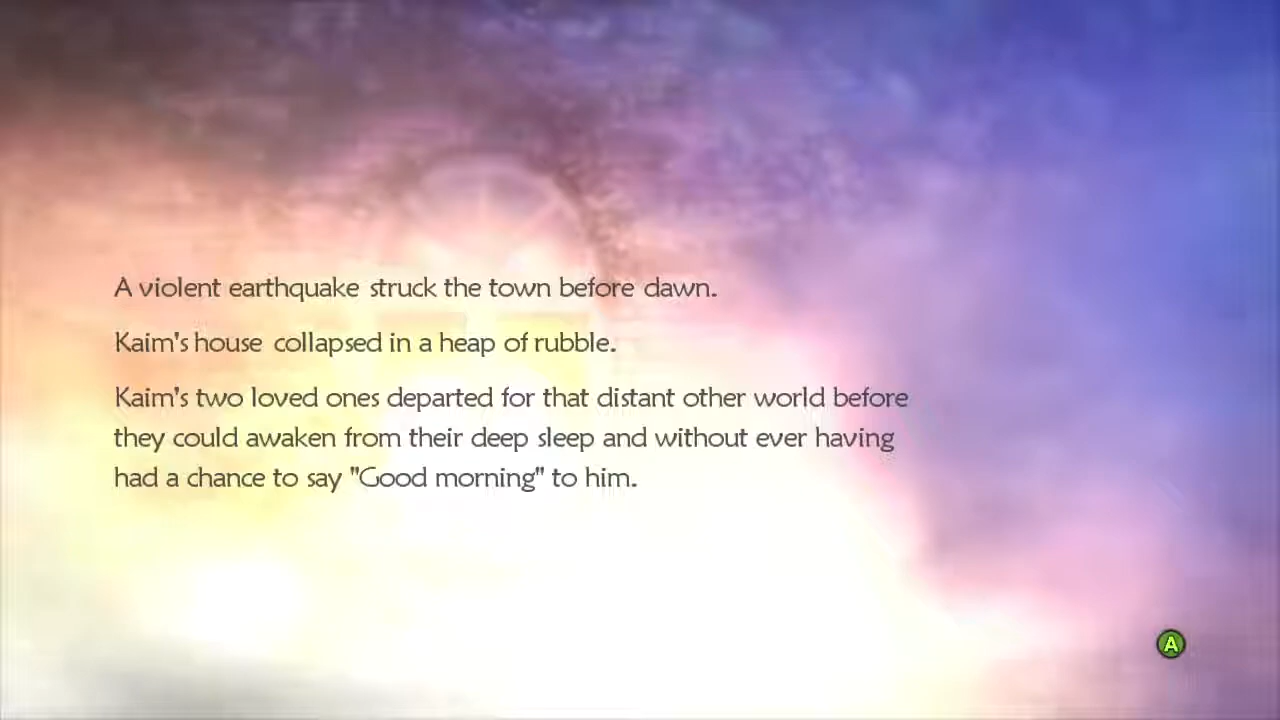 A violent earthquake struck the town before dawn.
Kaim's house collapsed in a heap of rubble.
Kaim's two loved ones departed for that distant other world before
they could awaken from their deep sleep and without ever having
had a chance to say "Good morning" to him.
A